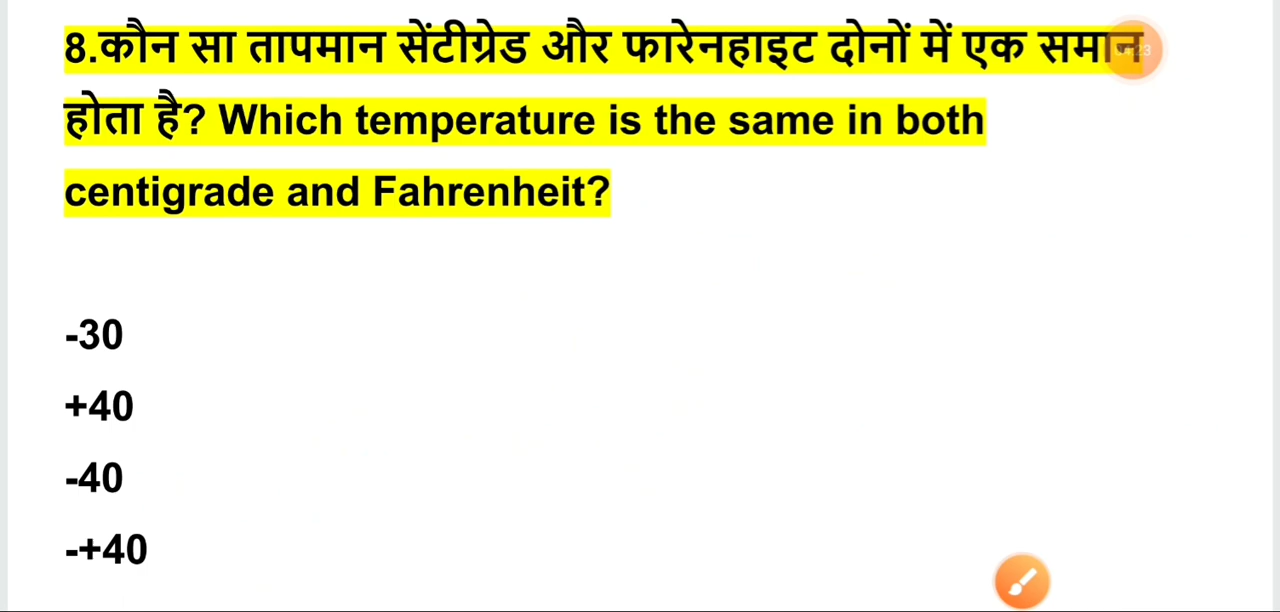 8.कौन सा तापमान सेंटीग्रेड और फारेनहाइट दोनों में एक समान
होता है? Which temperature is the same in both
centigrade and Fahrenheit?
-30
+40
-40
-+40